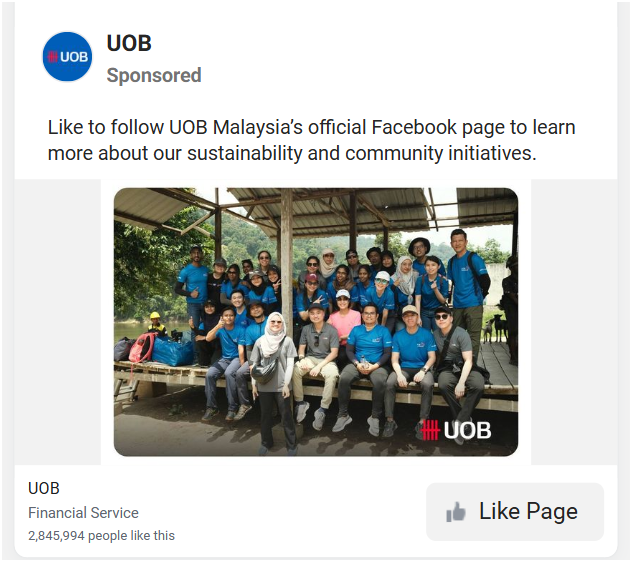 UOB
UOB
Sponsored
Like to follow UOB Malaysia’s official Facebook page to learn
more about our sustainability and community initiatives.
UOB
UOB
Financial Service
2,845,994 people like this
Like Page